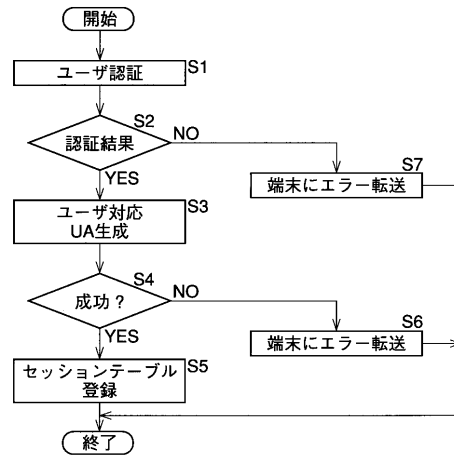 開始
ユーザ認証
S1
認証結果
S2
NO
YES
端末にエラー転送
S7
ユーザ対応
UA生成
S3
成功？
S4
NO
YES
端末にエラー転送
S6
セッションテーブル
登録
S5
終了